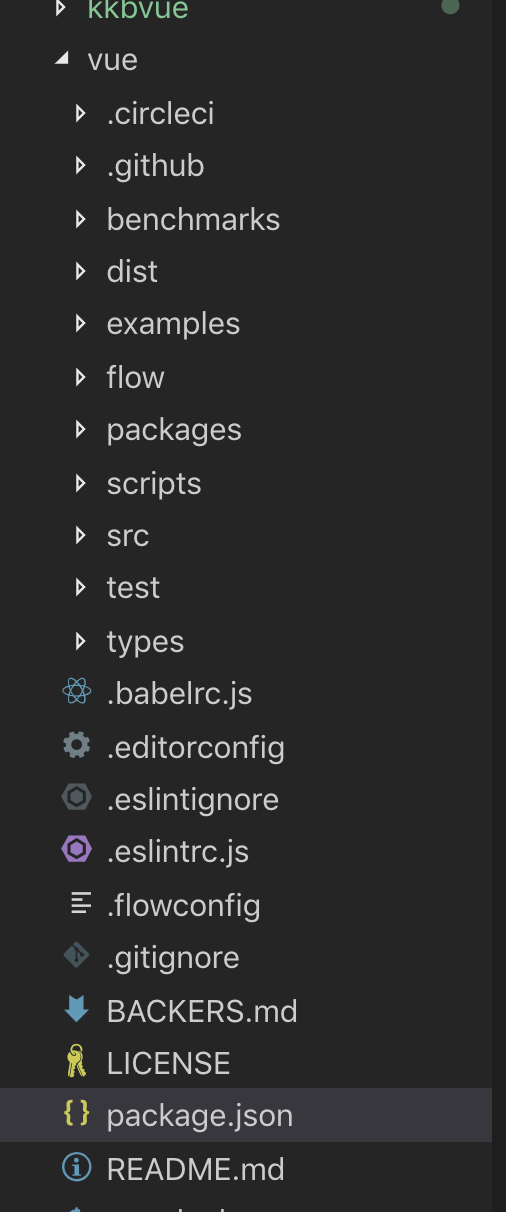 kkbvue
vue
.circleci
.github
benchmarks
dist
examples
flow
packages
scripts
src
test
types
.babelrc.js
.editorconfig
.eslintignore
.eslintrc.js
.flowconfig
.gitignore
BACKERS.md
LICENSE
package.json
README.md